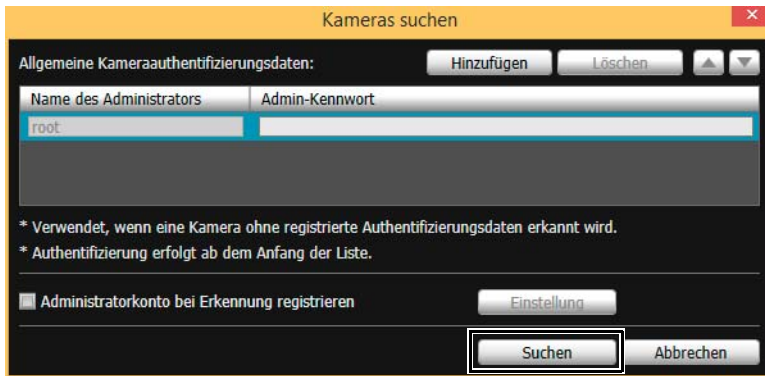 Kameras suchen
Allgemeine Kameraauthentifizierungsdaten:
Hinzufügen
Löschen
Name des Administrators
Admin-Kennwort
root
* Verwendet, wenn eine Kamera ohne registrierte Authentifizierungsdaten erkannt wird.
* Authentifizierung erfolgt ab dem Anfang der Liste.
Administratorkonto bei Erkennung registrieren
Einstellung
Suchen
Abbrechen